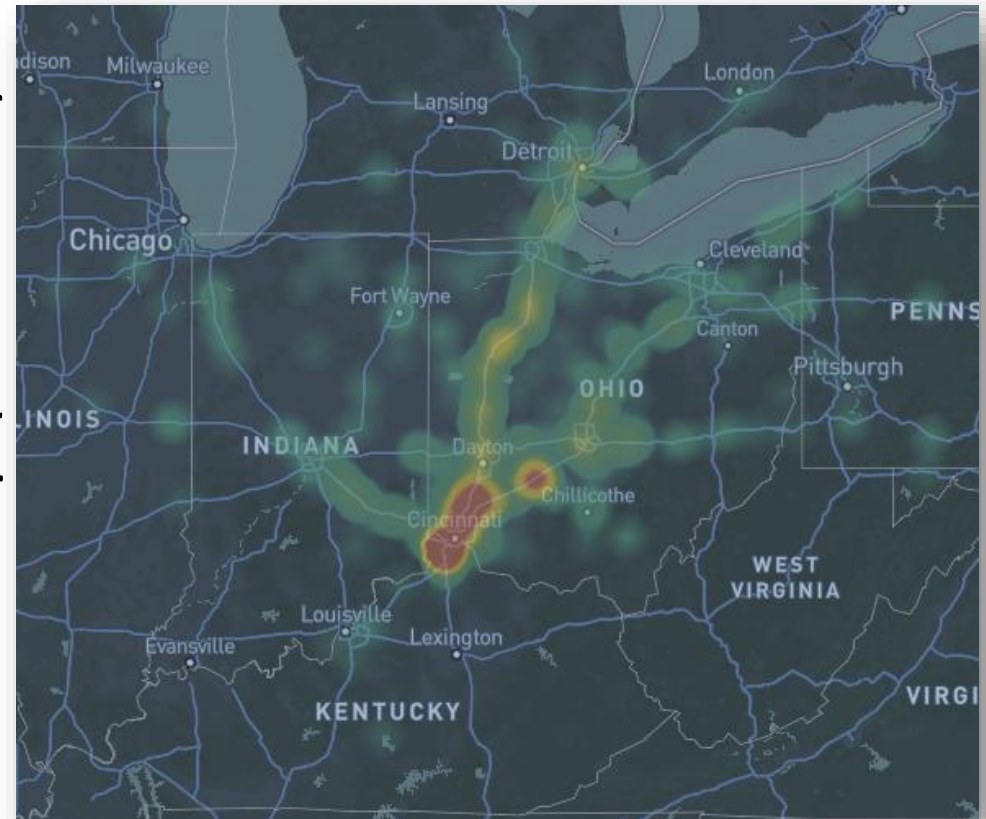 dison
Milwaukee
London
Lansing
Detroit
Chicago
Cleveland
Fort Wayne
PENNS
Canton
Pittsburgh
OHIO
LINOIS
INDIANA
Dayton
Chillicothe
Cincinnati
WEST
VIRGINIA
Louisville
Lexington
Evansville
VIRGI
KENTUCKY